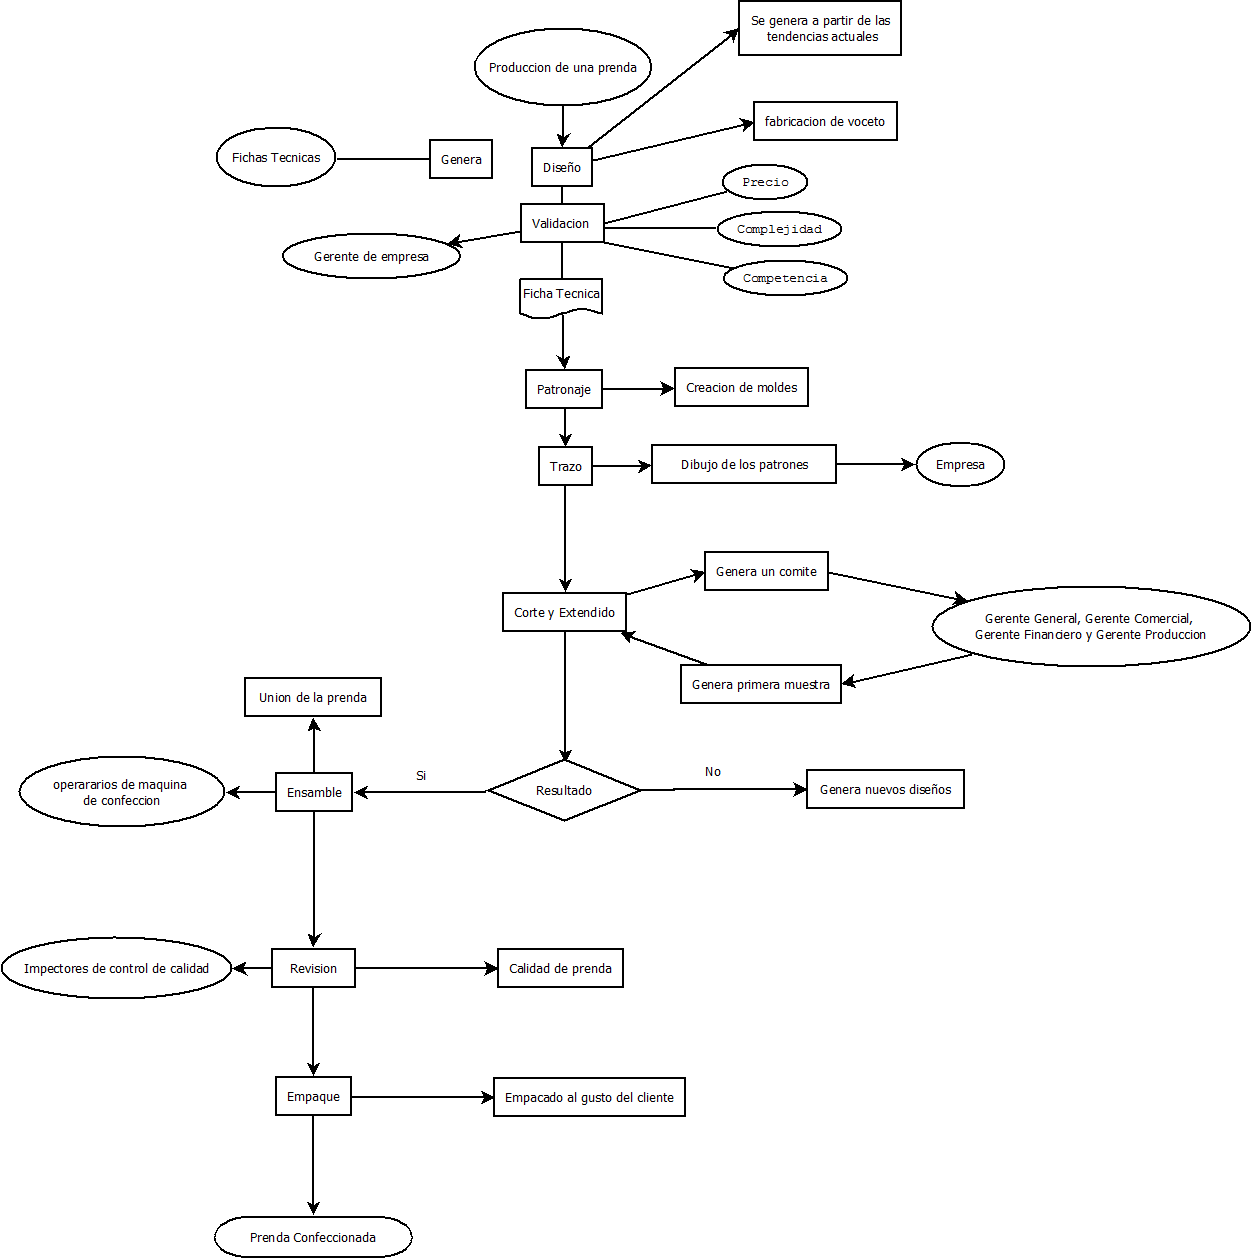 Se genera a partir de las
tendencias actuales
Produccion de una prenda
fabricacion de voceto
Fichas Tecnicas
Genera
Diseño
Precio
Validacion
Complejidad
Gerente de empresa
Competencia
Ficha Tecnica
Patronaje
Creacion de moldes
Trazo
Dibujo de los patrones
Empresa
Genera un comite
Corte y Extendido
Gerente General, Gerente Comercial,
Gerente Financiero y Gerente Produccion
Genera primera muestra
Union de la prenda
Si
No
operararios de maquina
de confeccion
Ensamble
Resultado
Genera nuevos diseños
Impectores de control de calidad
Revision
Calidad de prenda
Empaque
Empacado al gusto del cliente
Prenda Confeccionada